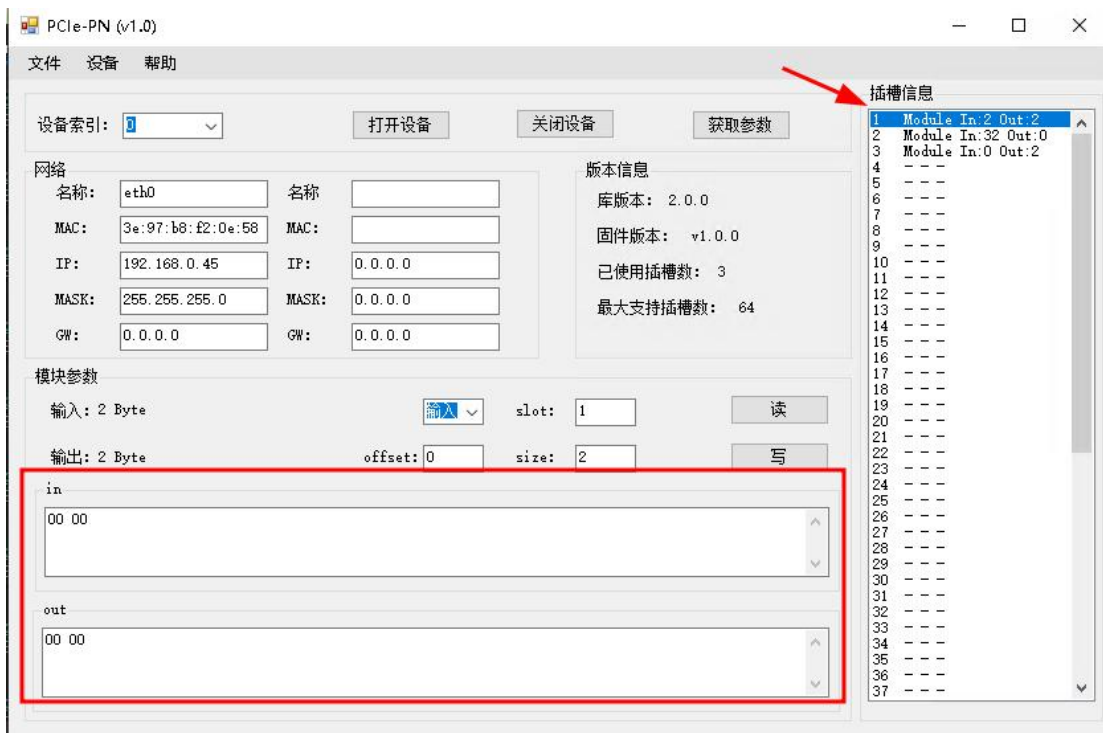 PCIe-PN (v1.0)
文件 设备 帮助
设备索引: 0 打开设备 关闭设备 获取参数
网络
名称: eth0 名称
MAC: 3e:97:b8:f2:0e:58 MAC:
IP: 192.168.0.45 IP: 0.0.0.0
MASK: 255.255.255.0 MASK: 0.0.0.0
GW: 0.0.0.0 GW: 0.0.0.0
版本信息
库版本: 2.0.0
固件版本: v1.0.0
已使用插槽数: 3
最大支持插槽数: 64
模块参数
输入: 2 Byte 输入 slot: 1 读
输出: 2 Byte offset: 0 size: 2 写
in
00 00
out
00 00
插槽信息
1 Module In:2 Out:2
2 Module In:32 Out:0
3 Module In:0 Out:2
4 - - -
5 - - -
6 - - -
7 - - -
8 - - -
9 - - -
10 - - -
11 - - -
12 - - -
13 - - -
14 - - -
15 - - -
16 - - -
17 - - -
18 - - -
19 - - -
20 - - -
21 - - -
22 - - -
23 - - -
24 - - -
25 - - -
26 - - -
27 - - -
28 - - -
29 - - -
30 - - -
31 - - -
32 - - -
33 - - -
34 - - -
35 - - -
36 - - -
37 - - -